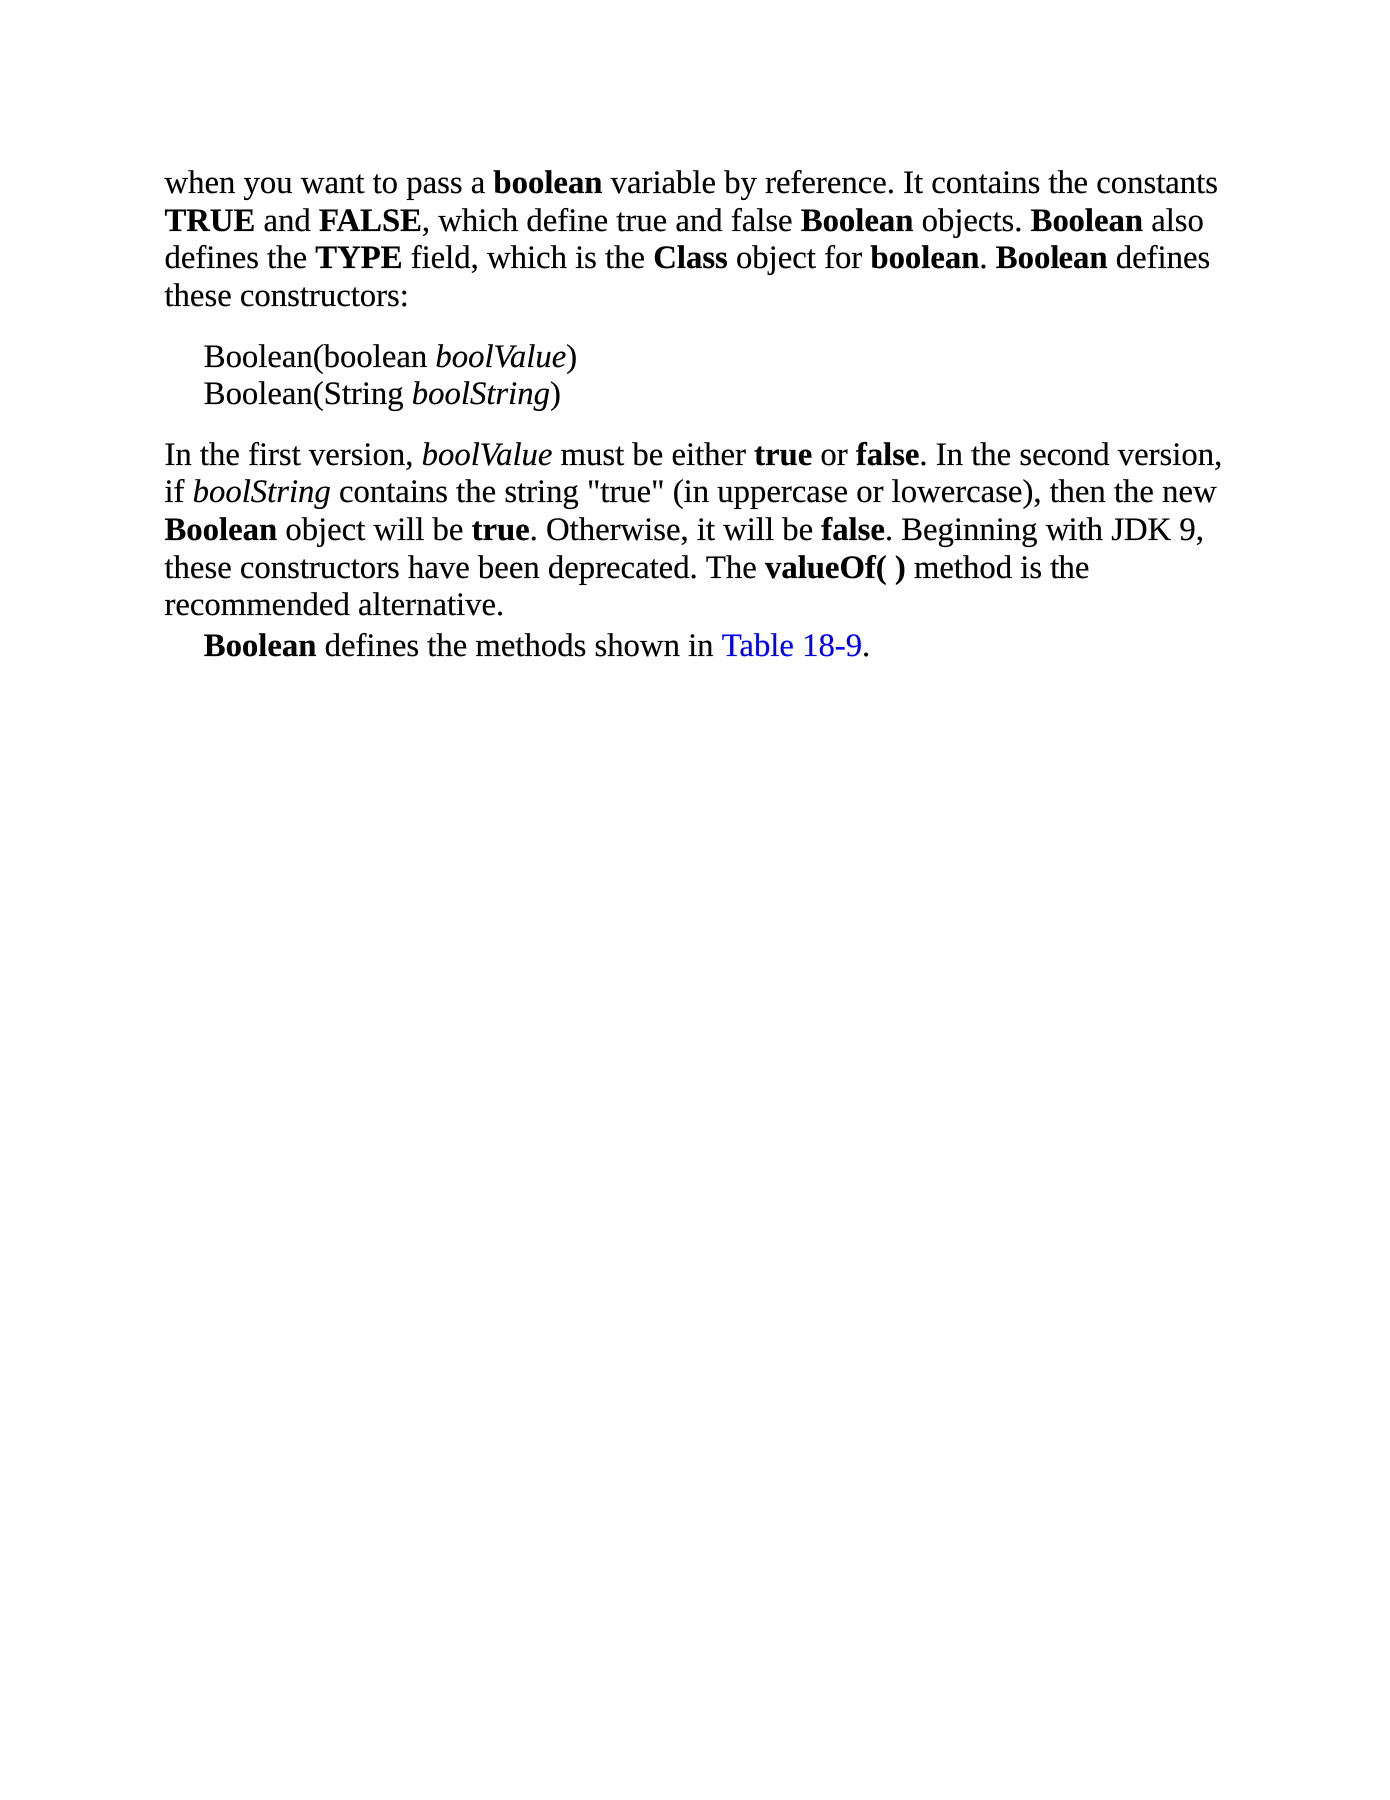 when you want to pass a boolean variable by reference. It contains the constants
TRUE and FALSE, which define true and false Boolean objects. Boolean also
defines the TYPE field, which is the Class object for boolean. Boolean defines
these constructors:
Boolean(boolean boolValue)
Boolean(String boolString)
In the first version, boolValue must be either true or false. In the second version,
if boolString contains the string "true" (in uppercase or lowercase), then the new
Boolean object will be true. Otherwise, it will be false. Beginning with JDK 9,
these constructors have been deprecated. The valueOf( ) method is the
recommended alternative.
Boolean defines the methods shown in Table 18-9.